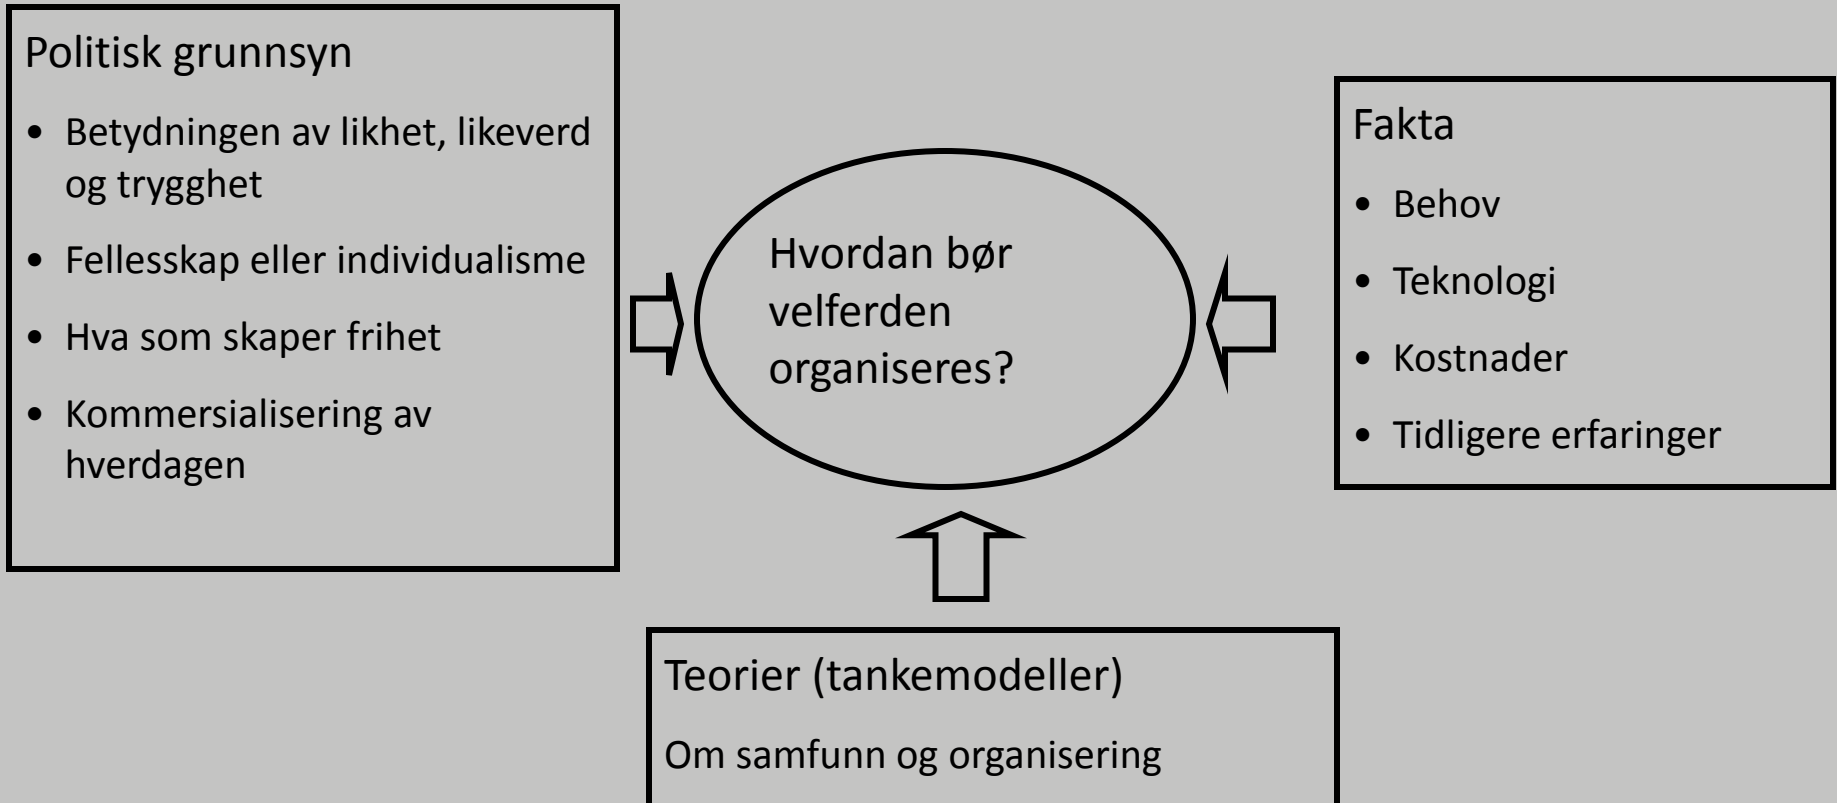 Politisk grunnsyn
• Betydningen av likhet, likeverd
og trygghet
• Fellesskap eller individualisme
• Hva som skaper frihet
• Kommersialisering av
hverdagen
Hvordan bør
velferden
organiseres?
Fakta
• Behov
• Teknologi
• Kostnader
• Tidligere erfaringer
Teorier (tankemodeller)
Om samfunn og organisering